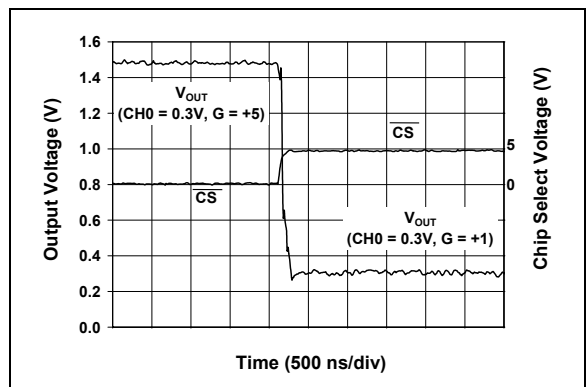 1.6
1.4
1.2
1.0
0.8
0.6
0.4
0.2
0.0
Output Voltage (V)
VOUT
(CH0 = 0.3V, G = +5)
CS
CS
VOUT
(CH0 = 0.3V, G = +1)
5
0
Chip Select Voltage (V)
Time (500 ns/div)